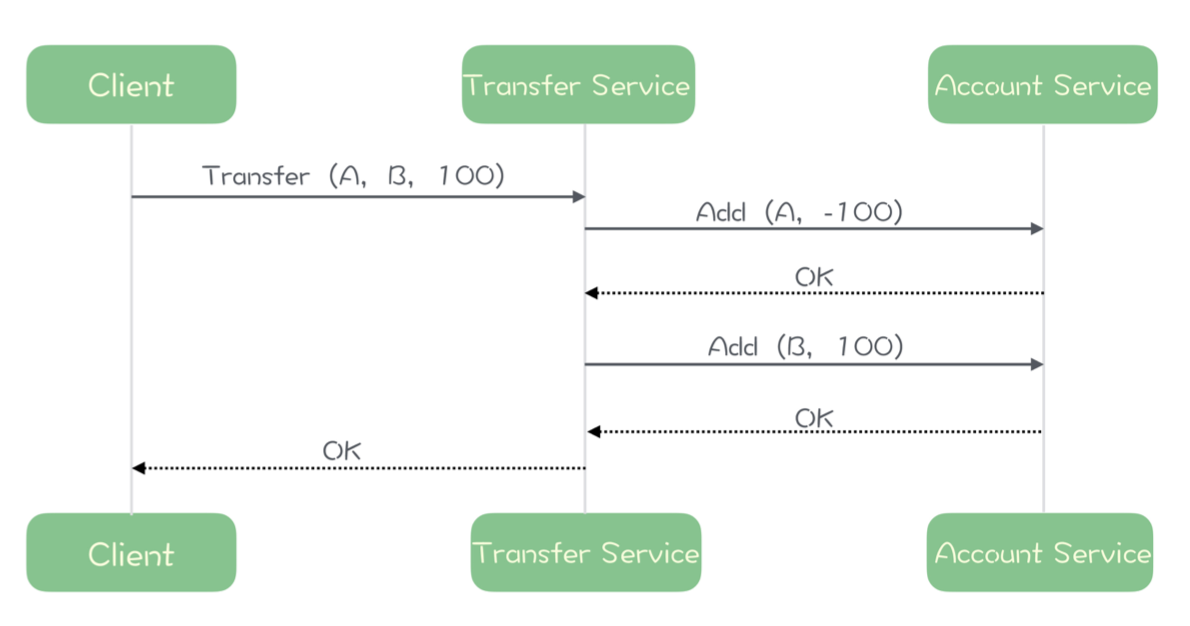 Client
Transfer Service
Account Service
Transfer (A, B, 100)
Add (A, -100)
OK
Add (B, 100)
OK
OK
Client
Transfer Service
Account Service